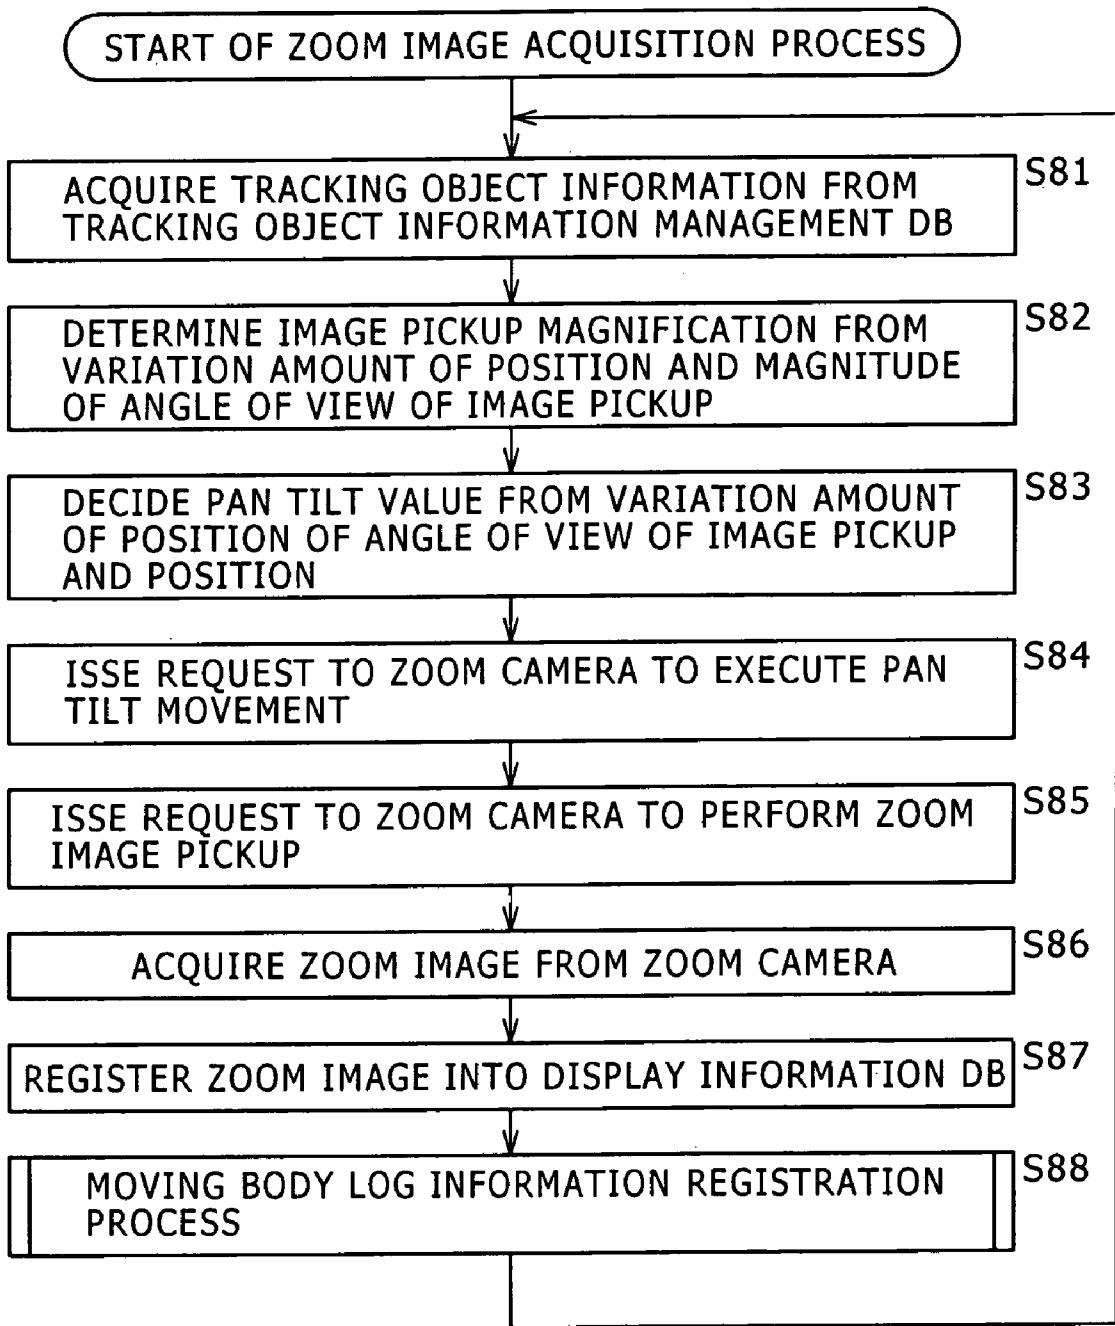 START OF ZOOM IMAGE ACQUISITION PROCESS
S81
ACQUIRE TRACKING OBJECT INFORMATION FROM
TRACKING OBJECT INFORMATION MANAGEMENT DB
S82
DETERMINE IMAGE PICKUP MAGNIFICATION FROM
VARIATION AMOUNT OF POSITION AND MAGNITUDE
OF ANGLE OF VIEW OF IMAGE PICKUP
S83
DECIDE PAN TILT VALUE FROM VARIATION AMOUNT
OF POSITION OF ANGLE OF VIEW OF IMAGE PICKUP
AND POSITION
S84
ISSE REQUEST TO ZOOM CAMERA TO EXECUTE PAN
TILT MOVEMENT
S85
ISSE REQUEST TO ZOOM CAMERA TO PERFORM ZOOM
IMAGE PICKUP
S86
ACQUIRE ZOOM IMAGE FROM ZOOM CAMERA
S87
REGISTER ZOOM IMAGE INTO DISPLAY INFORMATION DB
S88
MOVING BODY LOG INFORMATION REGISTRATION
PROCESS